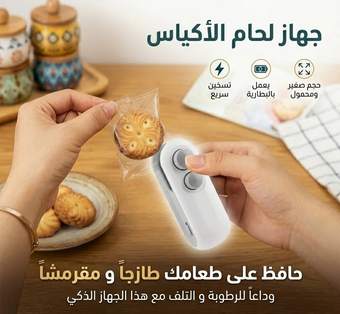 جهاز لحام الأكياس
حجم صغير
ومحمول
يعمل
بالبطارية
تسخين
سريع
حافظ على طعامك طازجاً و مقرمشاً
وداعاً للرطوبة و التلف مع هذا الجهاز الذكي